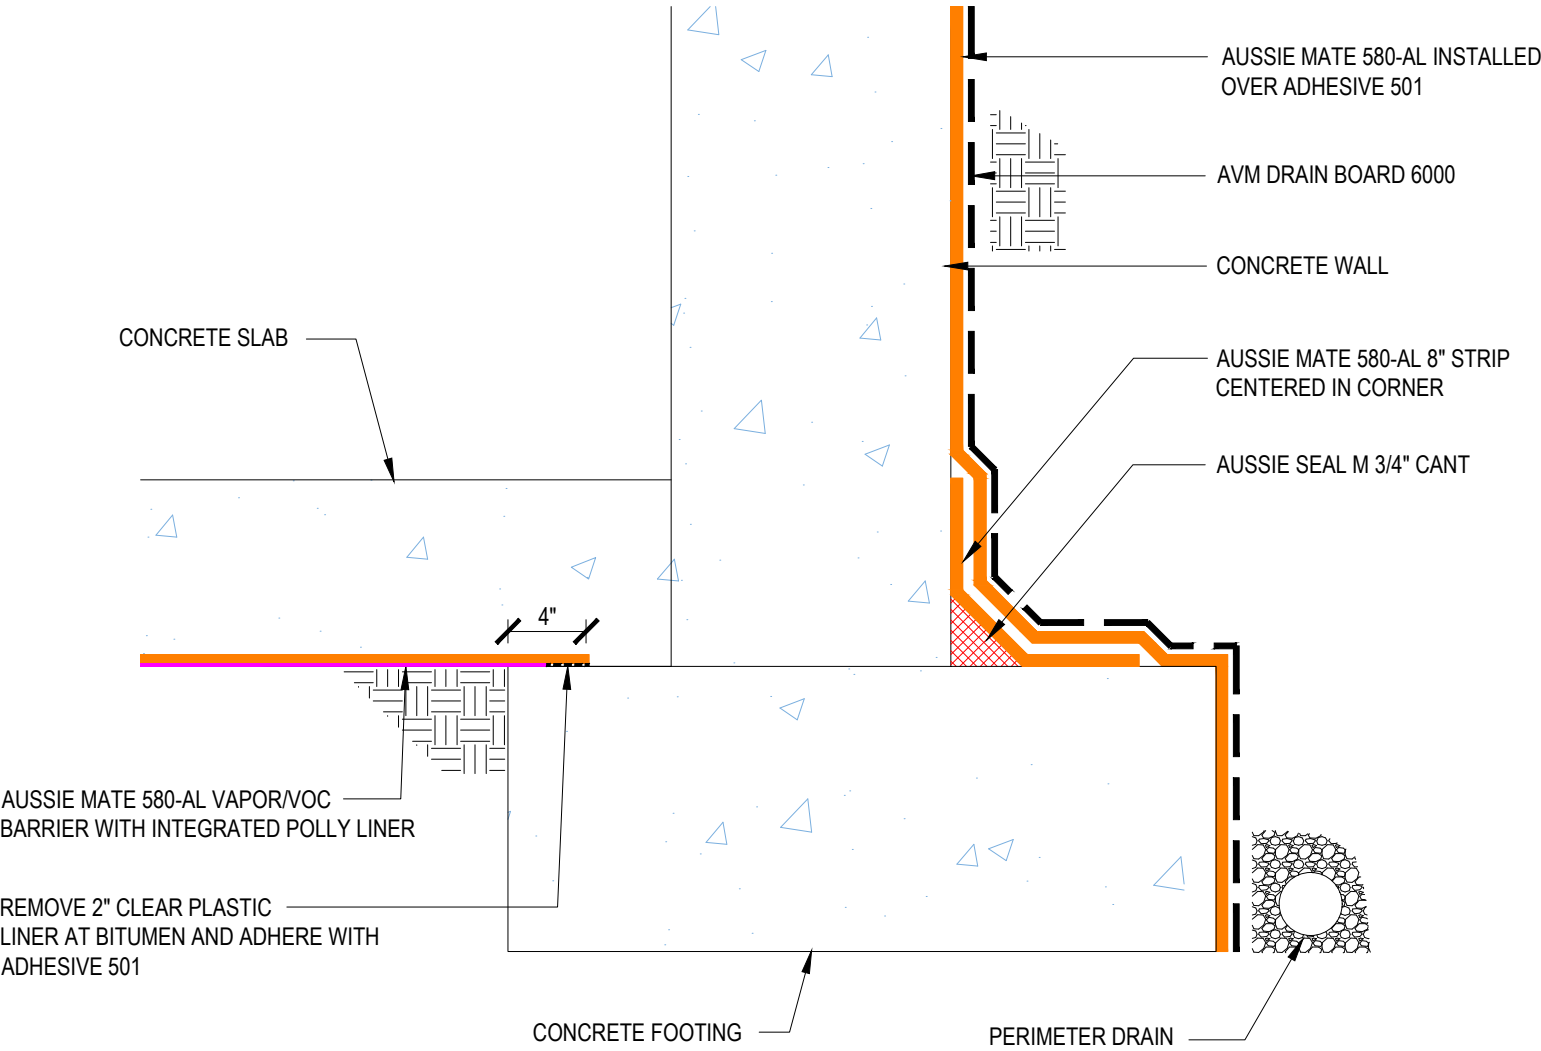 AUSSIE MATE 580-AL INSTALLED
OVER ADHESIVE 501
AVM DRAIN BOARD 6000
CONCRETE WALL
CONCRETE SLAB
AUSSIE MATE 580-AL 8" STRIP
CENTERED IN CORNER
AUSSIE SEAL M 3/4" CANT
4"
AUSSIE MATE 580-AL VAPOR/VOC
BARRIER WITH INTEGRATED POLLY LINER
REMOVE 2" CLEAR PLASTIC
LINER AT BITUMEN AND ADHERE WITH
ADHESIVE 501
CONCRETE FOOTING
PERIMETER DRAIN